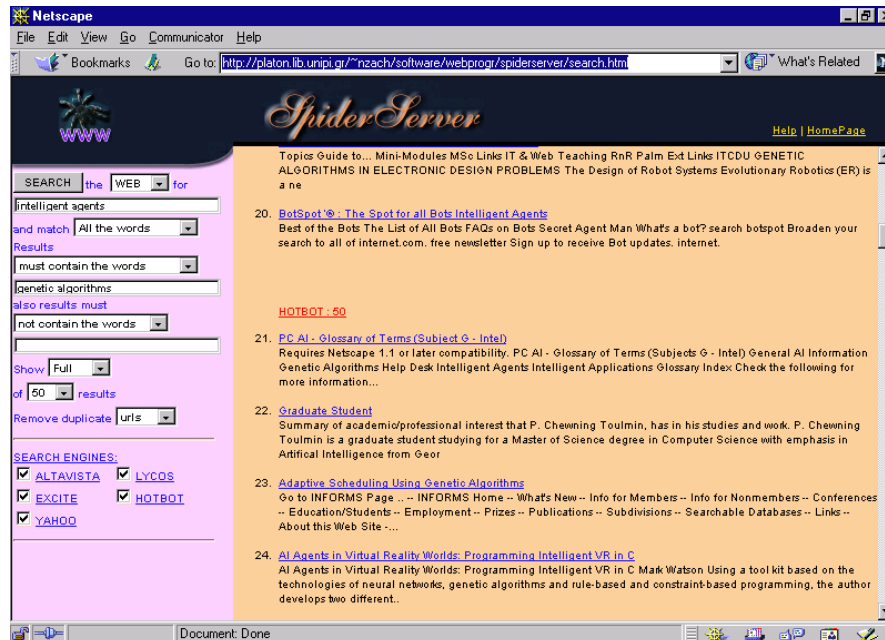 Netscape
File Edit View Go Communicator Help
Bookmarks Go to: http://platon.lib.unipi.gr/~nzach/software/webprogr/spiderserver/search.html What's Related
WWW
SpiderServer
Help | HomePage
SEARCH the WEB for
intelligent agents
and match All the words
Results
must contain the words
genetic algorithms
also results must
not contain the words
Show Full
of 50 results
Remove duplicate urls
SEARCH ENGINES:
ALTAVISTA LYCOS
EXCITE HOTBOT
YAHOO
Topics Guide to... Mini-Modules MSc Links IT & Web Teaching RnR Palm Ext Links ITCDU GENETIC
ALGORITHMS IN ELECTRONIC DESIGN PROBLEMS The Design of Robot Systems Evolutionary Robotics (ER) is
a ne
20. BotSpot '® : The Spot for all Bots Intelligent Agents
Best of the Bots The List of All Bots FAQs on Bots Secret Agent Man What's a bot? search botspot Broaden your
search to all of internet.com. free newsletter Sign up to receive Bot updates. internet.
HOTBOT : 50
21. PC AI - Glossary of Terms (Subject G - Intel)
Requires Netscape 1.1 or later compatibility. PC AI - Glossary of Terms (Subjects G - Intel) General AI Information
Genetic Algorithms Help Desk Intelligent Agents Intelligent Applications Glossary Index Check the following for
more information...
22. Graduate Student
Summary of academic/professional interest that P. Chewning Toulmin, has in his studies and work. P. Chewning
Toulmin is a graduate student studying for a Master of Science degree in Computer Science with emphasis in
Artifical Intelligence from Geor
23. Adaptive Scheduling Using Genetic Algorithms
Go to INFORMS Page .. -- INFORMS Home -- What's New -- Info for Members -- Info for Nonmembers -- Conferences
-- Education/Students -- Employment -- Prizes -- Publications -- Subdivisions -- Searchable Databases -- Links --
About this Web Site -...
24. AI Agents in Virtual Reality Worlds: Programming Intelligent VR in C
AI Agents in Virtual Reality Worlds: Programming Intelligent VR in C Mark Watson Using a tool kit based on the
technologies of neural networks, genetic algorithms and rule-based and constraint-based programming, the author
develops two different..
Document: Done